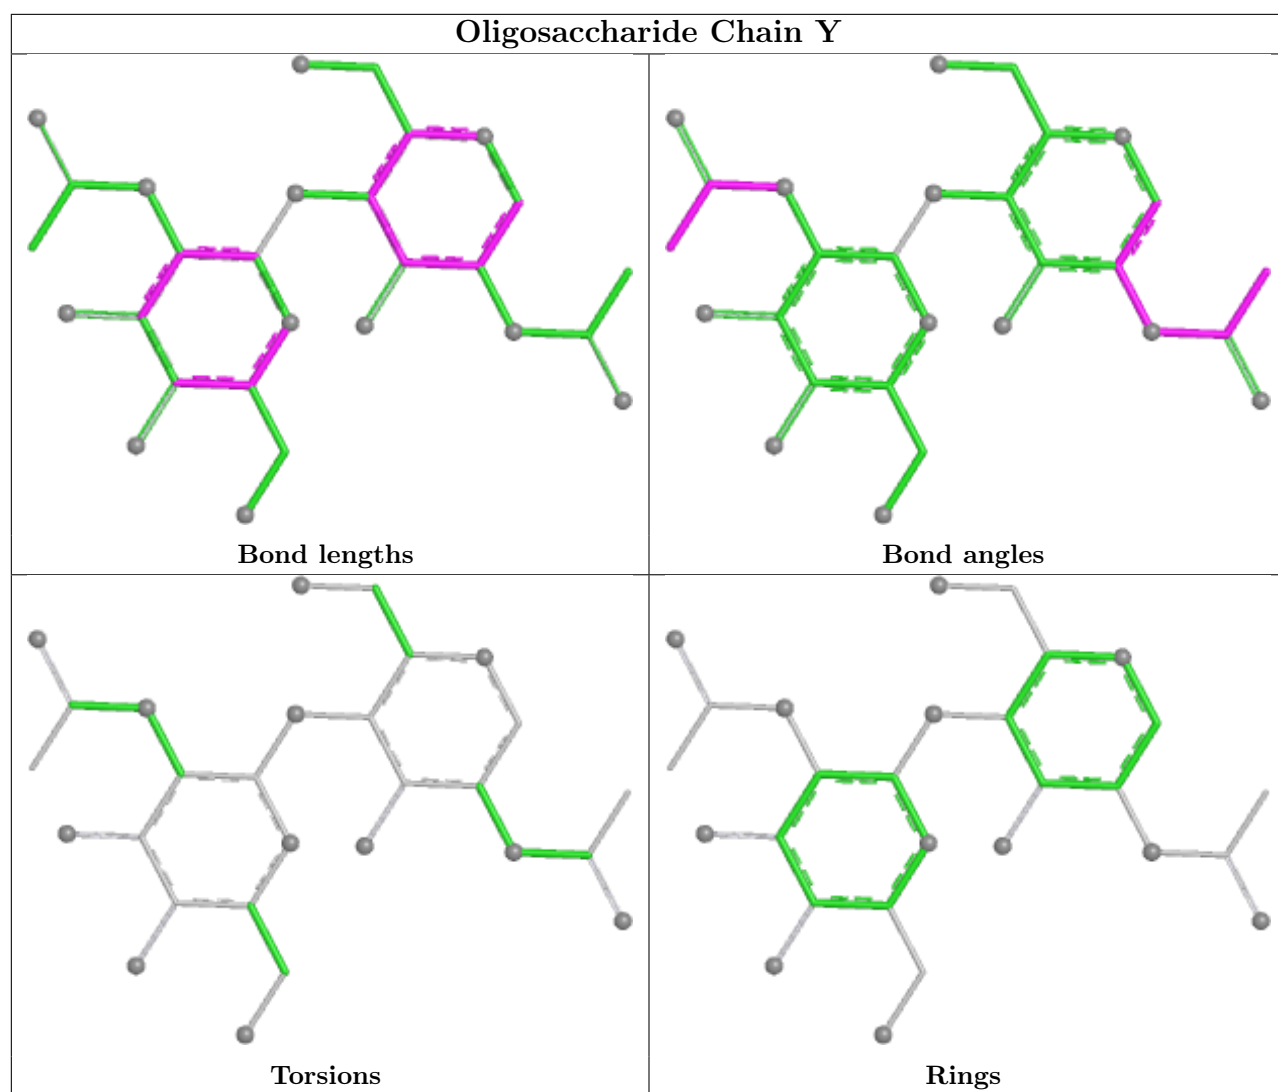 Oligosaccharide Chain Y
Bond lengths
Bond angles
Torsions
Rings